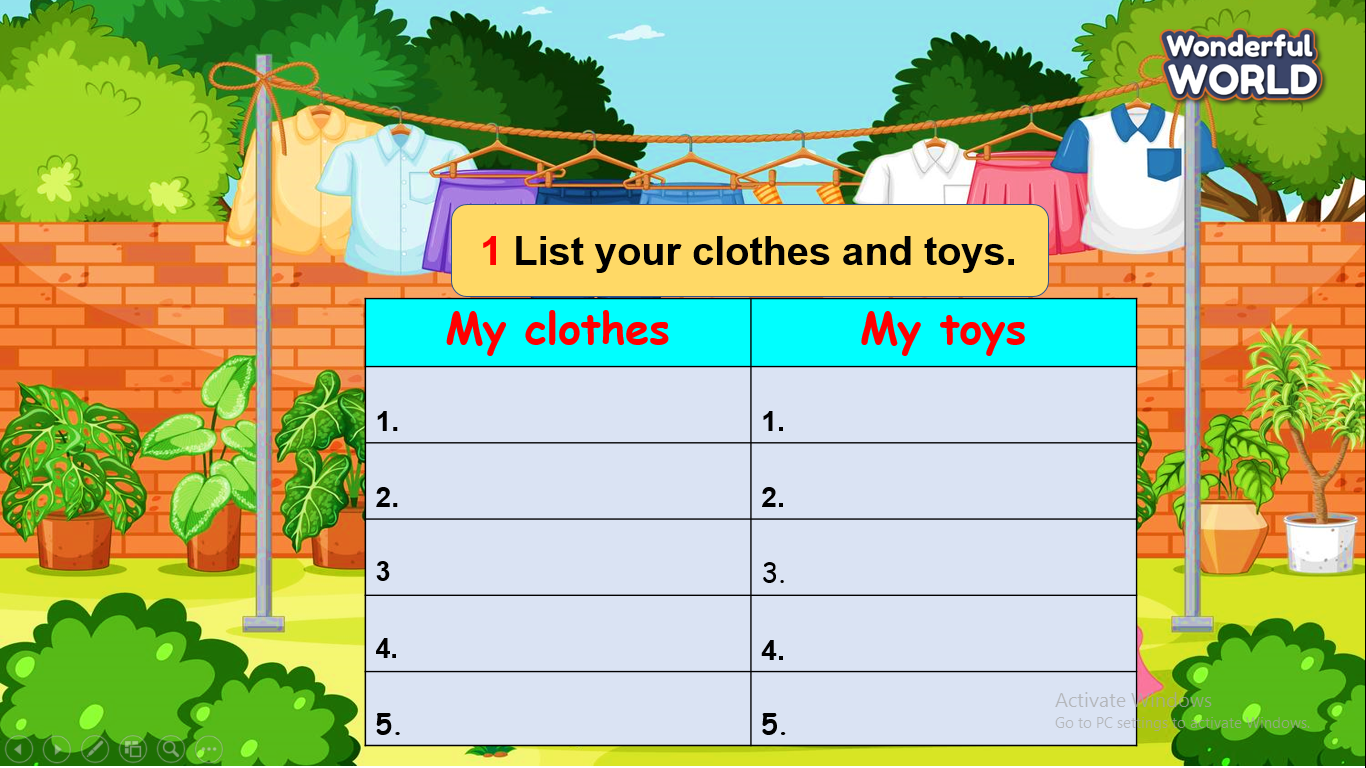 Wonderful
WORLD
1 List your clothes and toys.
My clothes
My toys
1.
1.
2.
2.
3
3.
4.
4.
5.
5.
Activate Windows
Go to PC settings to activate Windows.